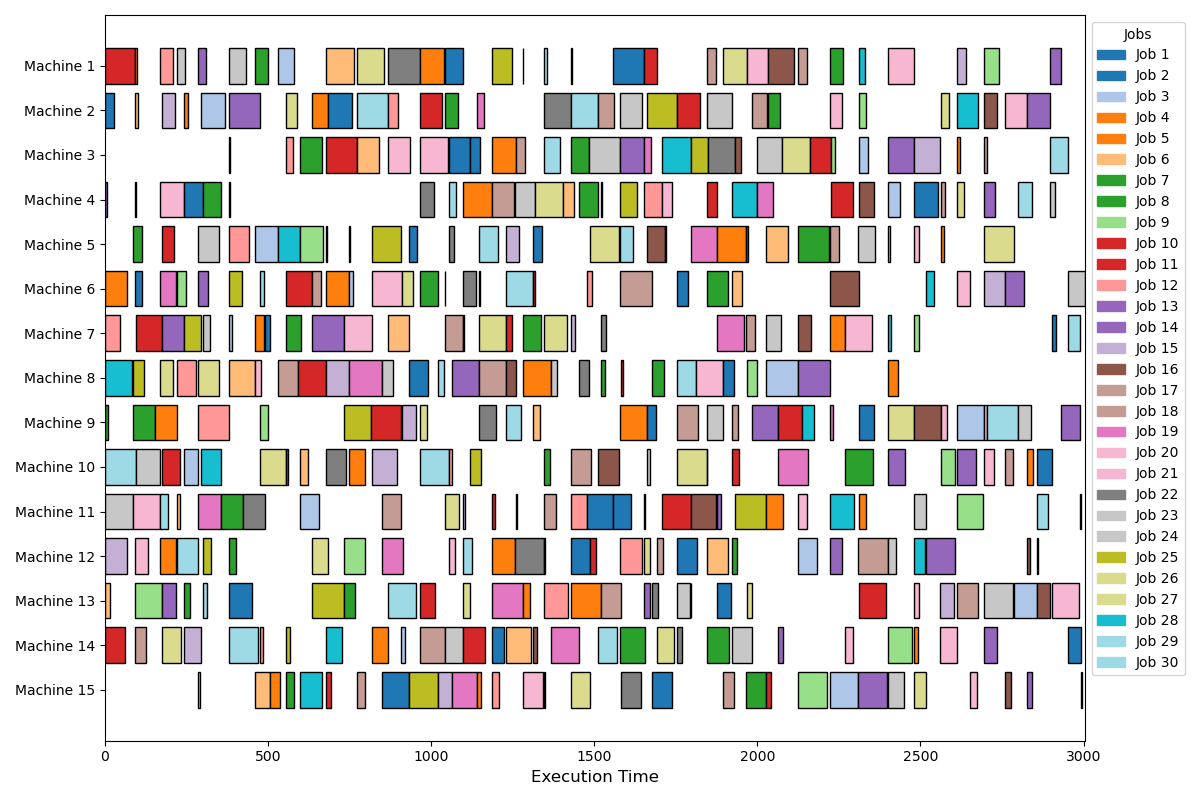 Machine 1
Machine 2
Machine 3
Machine 4
Machine 5
Machine 6
Machine 7
Machine 8
Machine 9
Machine 10
Machine 11
Machine 12
Machine 13
Machine 14
Machine 15
0 500 1000 1500 2000 2500 3000
Execution Time
Jobs
Job 1
Job 2
Job 3
Job 4
Job 5
Job 6
Job 7
Job 8
Job 9
Job 10
Job 11
Job 12
Job 13
Job 14
Job 15
Job 16
Job 17
Job 18
Job 19
Job 20
Job 21
Job 22
Job 23
Job 24
Job 25
Job 26
Job 27
Job 28
Job 29
Job 30